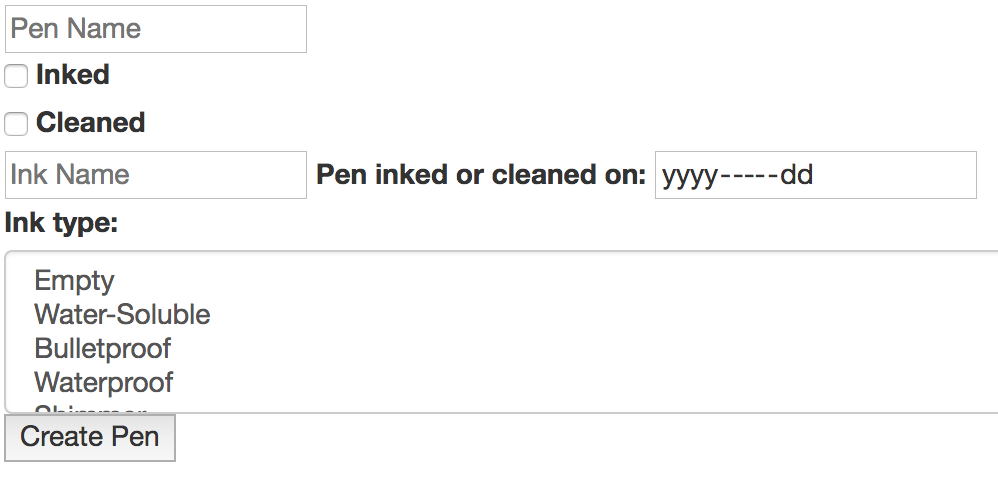 Pen Name
Inked
Cleaned
Ink Name Pen inked or cleaned on: yyyy-----dd
Ink type:
Empty
Water-Soluble
Bulletproof
Waterproof
Shimmer
Create Pen